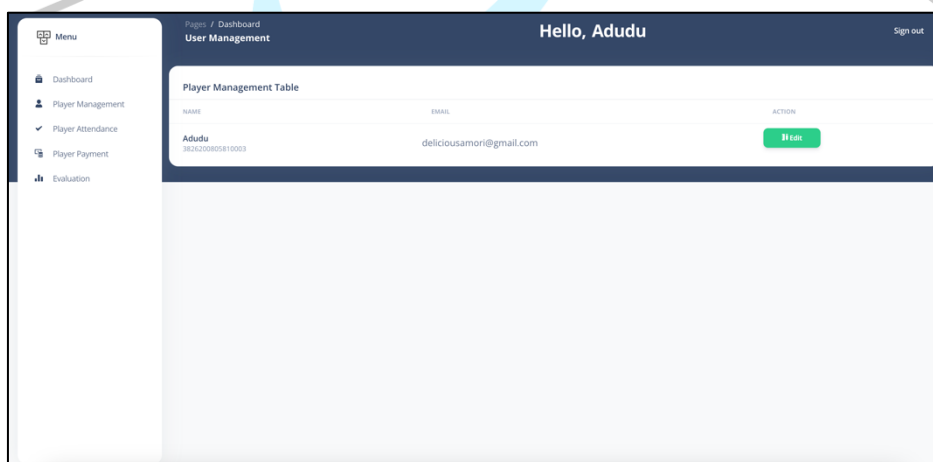 Menu
Pages / Dashboard
User Management
Hello, Adudu
Sign out
Dashboard
Player Management
Player Attendance
Player Payment
Evaluation
Player Management Table
NAME EMAIL ACTION
Adudu deliciousamori@gmail.com Edit
3826200805810003